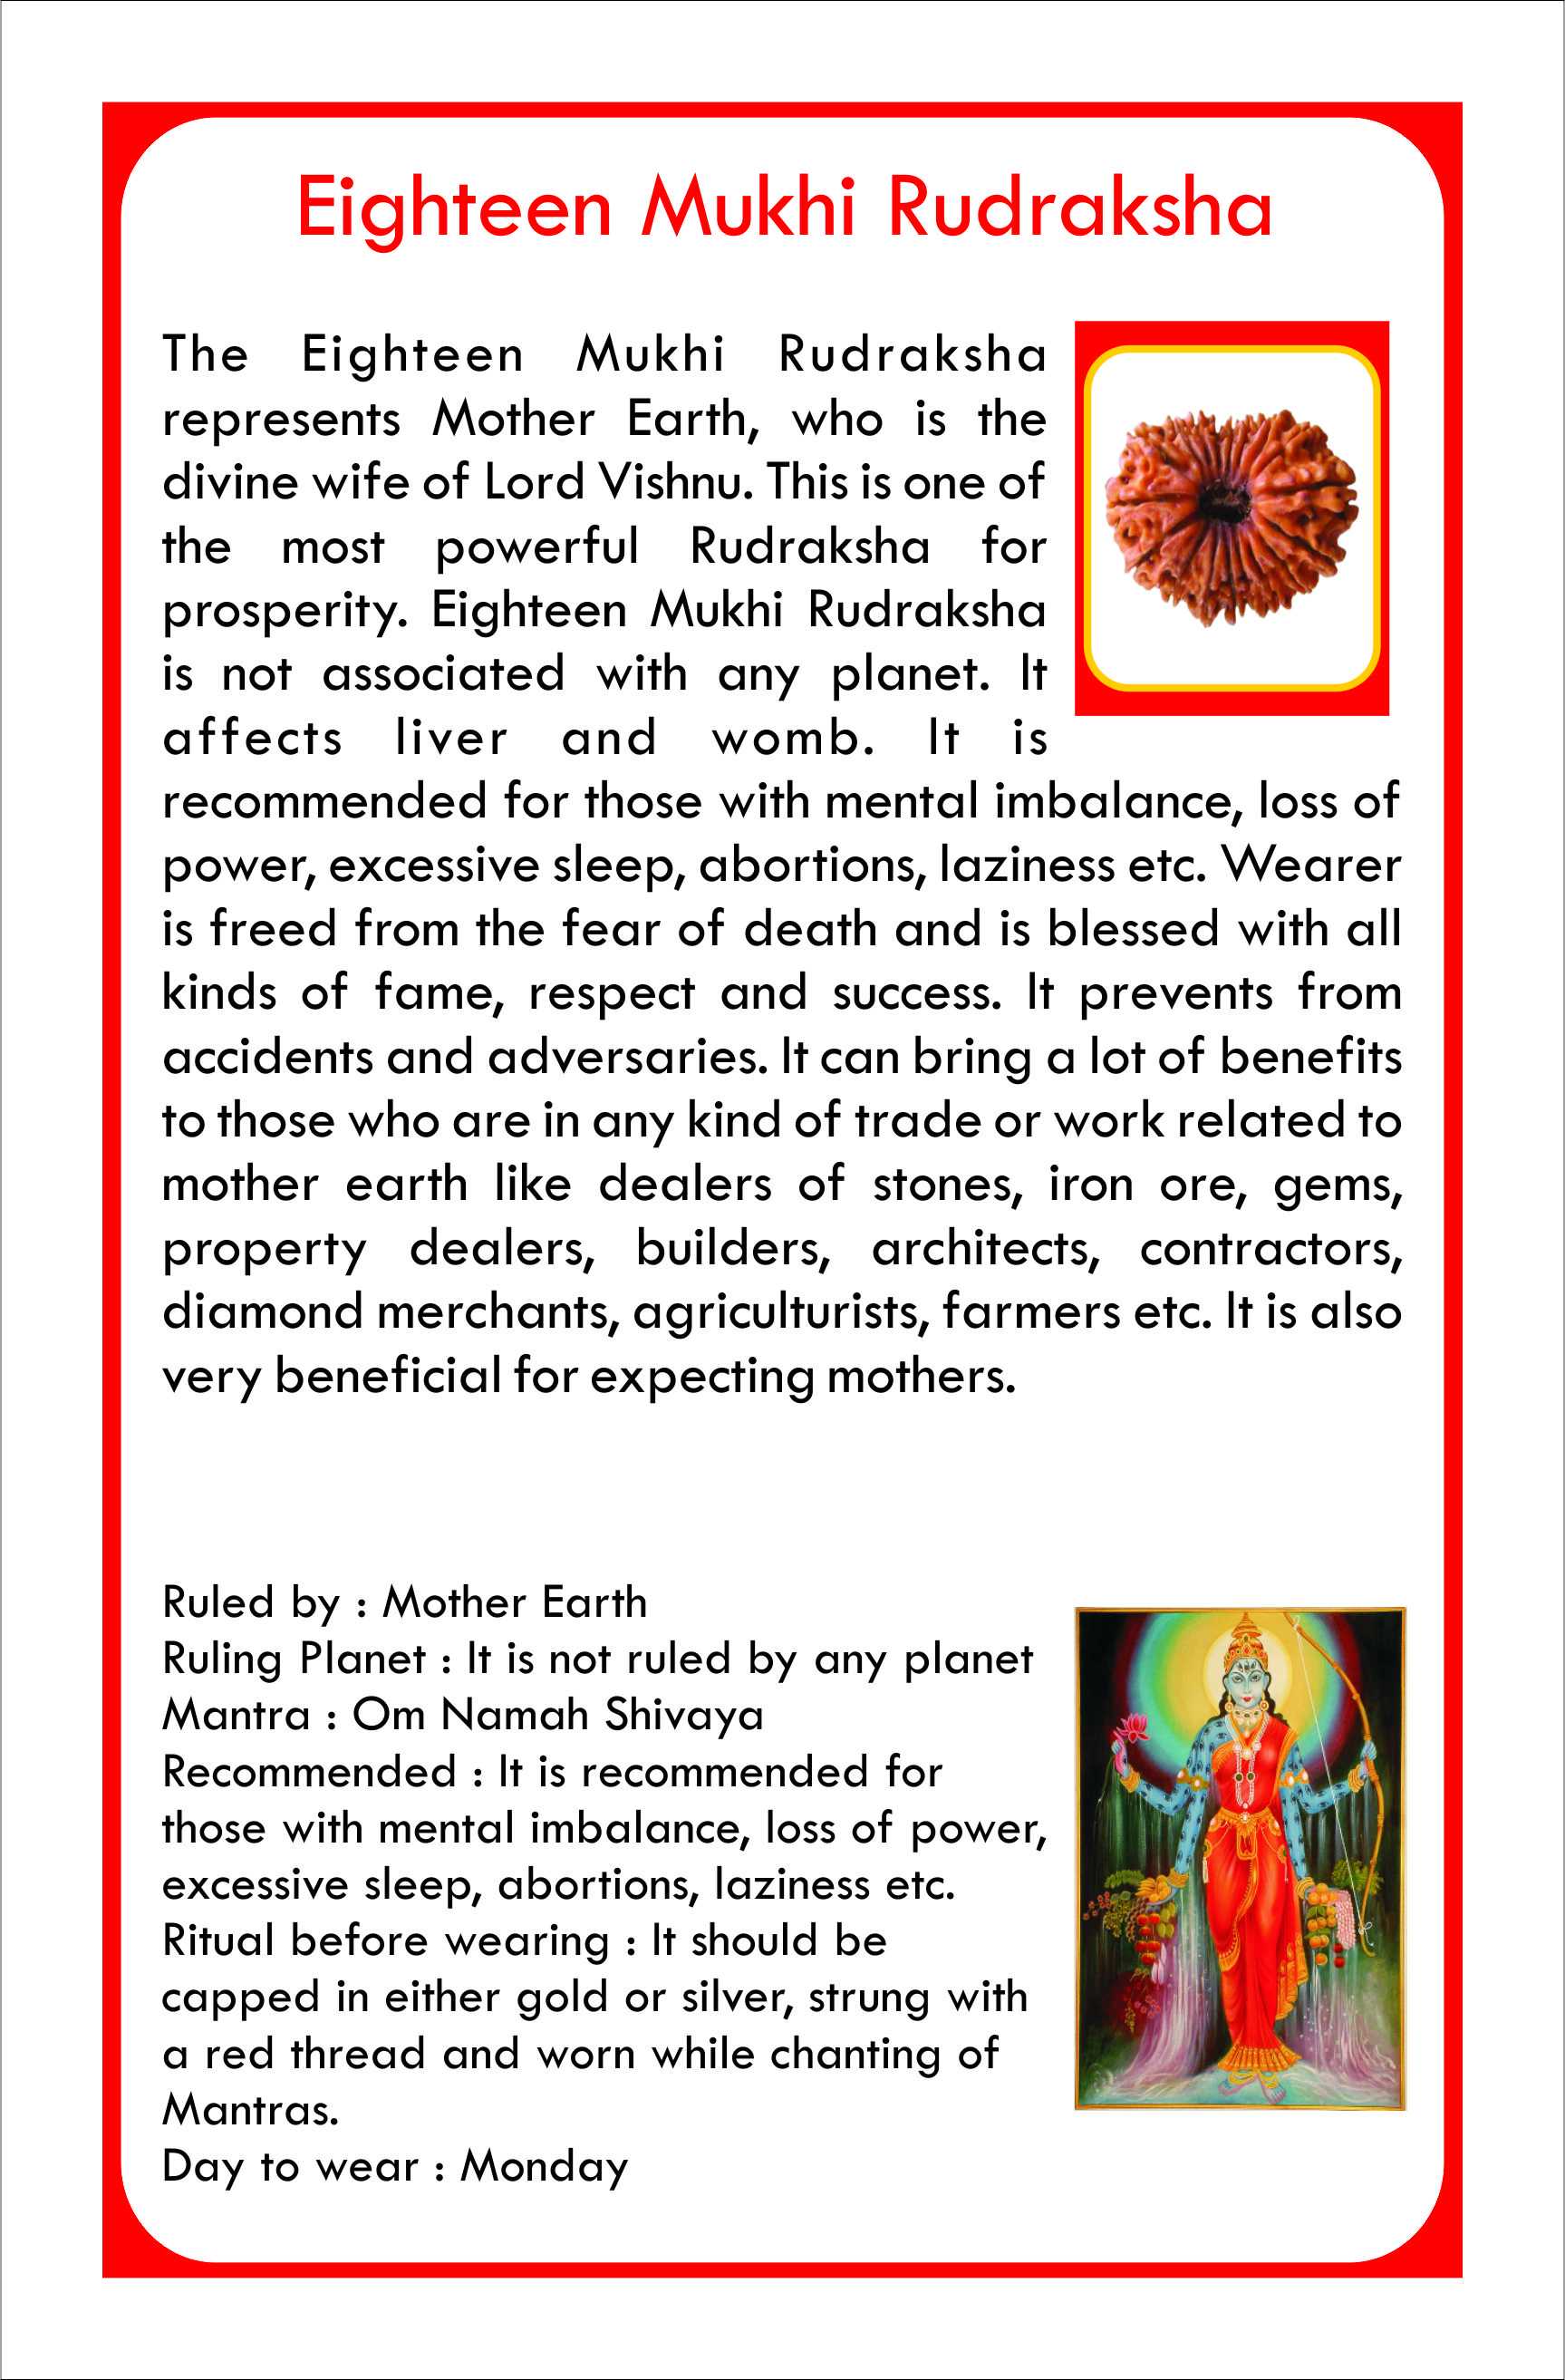 Eighteen Mukhi Rudraksha
The Eighteen Mukhi Rudraksha
represents Mother Earth, who is the
divine wife of Lord Vishnu. This is one of
the most powerful Rudraksha for
prosperity. Eighteen Mukhi Rudraksha
is not associated with any planet. It
affects liver and womb. It is
recommended for those with mental imbalance, loss of
power, excessive sleep, abortions, laziness etc. Wearer
is freed from the fear of death and is blessed with all
kinds of fame, respect and success. It prevents from
accidents and adversaries. It can bring a lot of benefits
to those who are in any kind of trade or work related to
mother earth like dealers of stones, iron ore, gems,
property dealers, builders, architects, contractors,
diamond merchants, agriculturists, farmers etc. It is also
very beneficial for expecting mothers.
Ruled by : Mother Earth
Ruling Planet : It is not ruled by any planet
Mantra : Om Namah Shivaya
Recommended : It is recommended for
those with mental imbalance, loss of power,
excessive sleep, abortions, laziness etc.
Ritual before wearing : It should be
capped in either gold or silver, strung with
a red thread and worn while chanting of
Mantras.
Day to wear : Monday